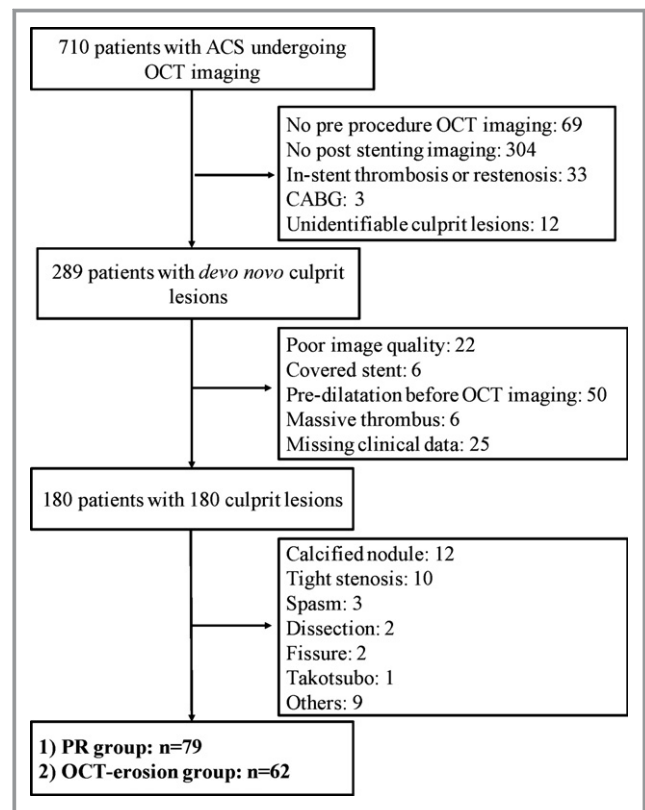 710 patients with ACS undergoing
OCT imaging
No pre procedure OCT imaging: 69
No post stenting imaging: 304
In-stent thrombosis or restenosis: 33
CABG: 3
Unidentifiable culprit lesions: 12
289 patients with devo novo culprit
lesions
Poor image quality: 22
Covered stent: 6
Pre-dilatation before OCT imaging: 50
Massive thrombus: 6
Missing clinical data: 25
180 patients with 180 culprit lesions
Calcified nodule: 12
Tight stenosis: 10
Spasm: 3
Dissection: 2
Fissure: 2
Takotsubo: 1
Others: 9
1) PR group: n=79
2) OCT-erosion group: n=62